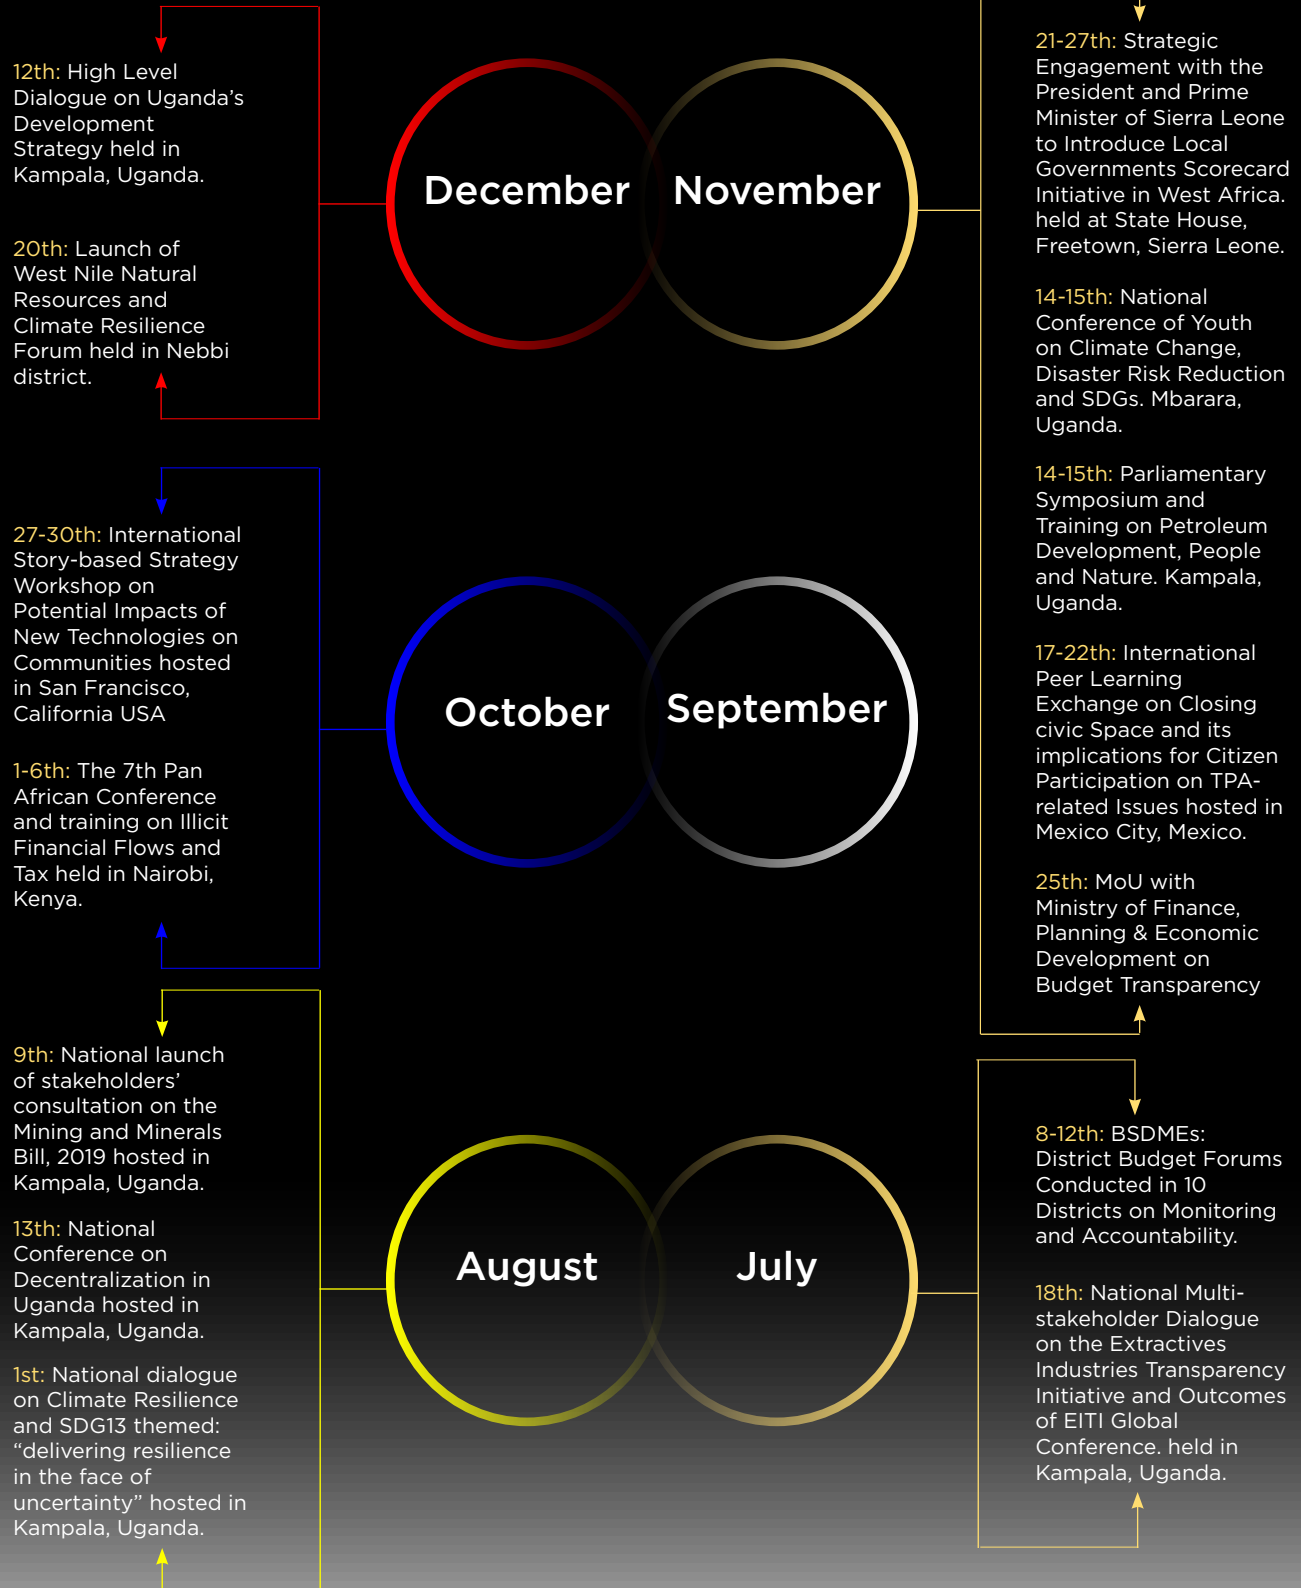 12th: High Level
Dialogue on Uganda’s
Development
Strategy held in
Kampala, Uganda.
20th: Launch of
West Nile Natural
Resources and
Climate Resilience
Forum held in Nebbi
district.
December
November
21-27th: Strategic
Engagement with the
President and Prime
Minister of Sierra Leone
to Introduce Local
Governments Scorecard
Initiative in West Africa.
held at State House,
Freetown, Sierra Leone.
14-15th: National
Conference of Youth
on Climate Change,
Disaster Risk Reduction
and SDGs. Mbarara,
Uganda.
14-15th: Parliamentary
Symposium and
Training on Petroleum
Development, People
and Nature. Kampala,
Uganda.
17-22th: International
Peer Learning
Exchange on Closing
civic Space and its
implications for Citizen
Participation on TPA-
related Issues hosted in
Mexico City, Mexico.
25th: MoU with
Ministry of Finance,
Planning & Economic
Development on
Budget Transparency
27-30th: International
Story-based Strategy
Workshop on
Potential Impacts of
New Technologies on
Communities hosted
in San Francisco,
California USA
1-6th: The 7th Pan
African Conference
and training on Illicit
Financial Flows and
Tax held in Nairobi,
Kenya.
October
September
9th: National launch
of stakeholders’
consultation on the
Mining and Minerals
Bill, 2019 hosted in
Kampala, Uganda.
13th: National
Conference on
Decentralization in
Uganda hosted in
Kampala, Uganda.
1st: National dialogue
on Climate Resilience
and SDG13 themed:
“delivering resilience
in the face of
uncertainty” hosted in
Kampala, Uganda.
August
July
8-12th: BSDMEs:
District Budget Forums
Conducted in 10
Districts on Monitoring
and Accountability.
18th: National Multi-
stakeholder Dialogue
on the Extractives
Industries Transparency
Initiative and Outcomes
of EITI Global
Conference. held in
Kampala, Uganda.